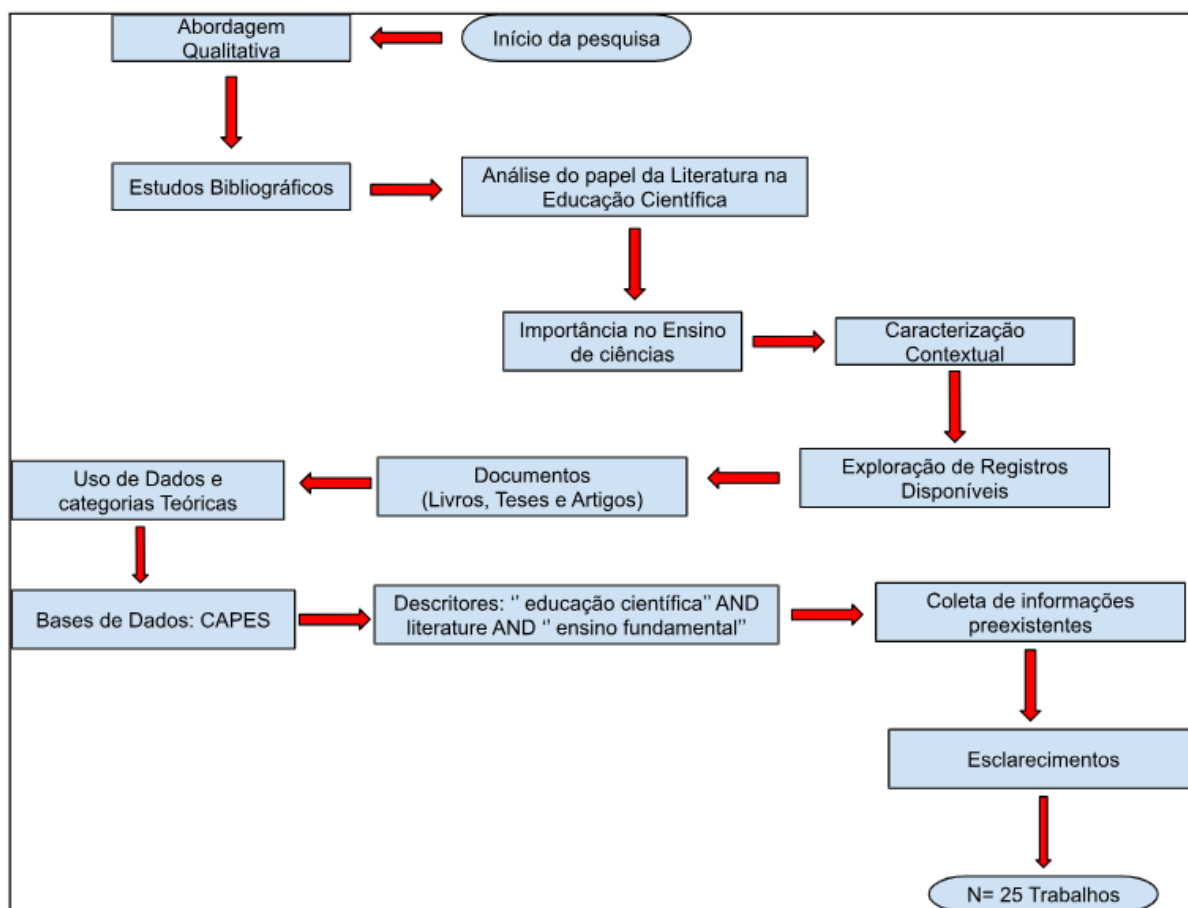 Abordagem
Qualitativa
Início da pesquisa
Estudos Bibliográficos
Análise do papel da Literatura na
Educação Científica
Importância no Ensino
de ciências
Caracterização
Contextual
Exploração de Registros
Disponíveis
Documentos
(Livros, Teses e Artigos)
Uso de Dados e
categorias Teóricas
Bases de Dados: CAPES
Descritores: ‘’ educação científica’’ AND
literature AND ‘’ ensino fundamental’’
Coleta de informações
preexistentes
Esclarecimentos
N= 25 Trabalhos